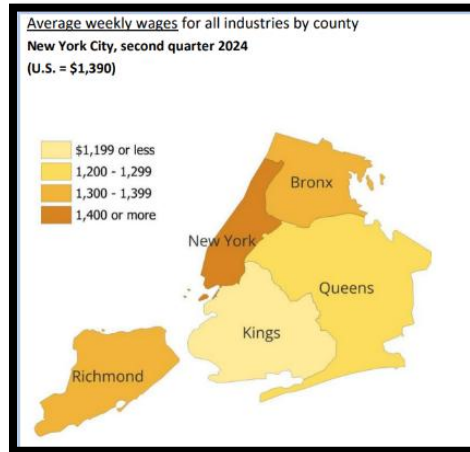 Average weekly wages for all industries by county
New York City, second quarter 2024
(U.S. = $1,390)
$1,199 or less
1,200 - 1,299
1,300 - 1,399
1,400 or more
Bronx
New York
Queens
Kings
Richmond